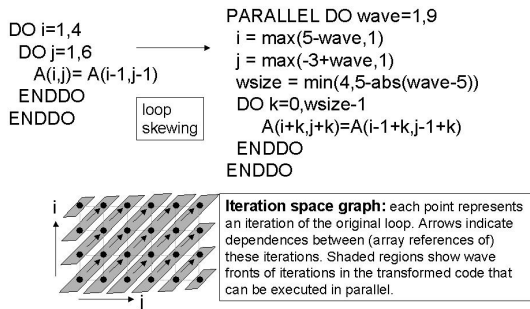 DO i=1,4
DO j=1,6
A(i,j)= A(i-1,j-1)
ENDDO
ENDDO
loop
skewing
PARALLEL DO wave=1,9
i = max(5-wave,1)
j = max(-3+wave,1)
wsize = min(4,5-abs(wave-5))
DO k=0,wsize-1
A(i+k,j+k)=A(i-1+k,j-1+k)
ENDDO
ENDDO
i
j
Iteration space graph: each point represents
an iteration of the original loop. Arrows indicate
dependences between (array references of)
these iterations. Shaded regions show wave
fronts of iterations in the transformed code that
can be executed in parallel.